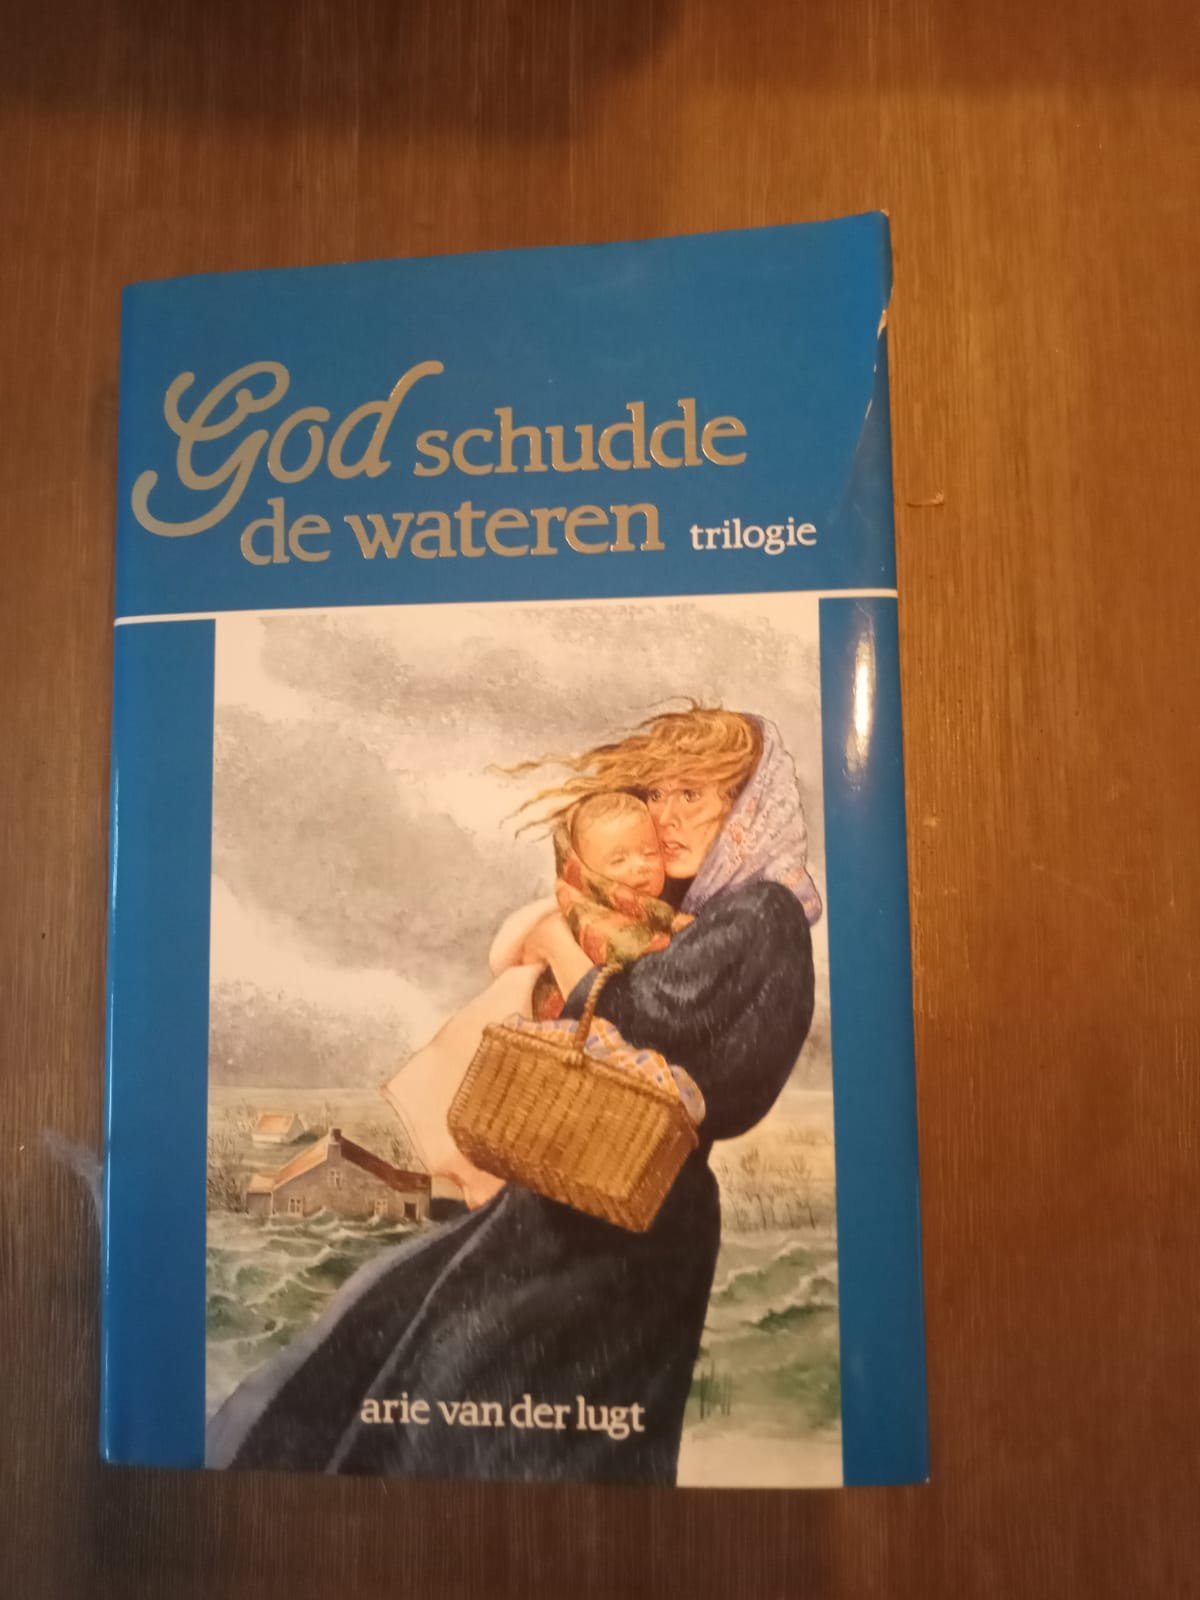 God schudde
de wateren trilogie
arie van der lugt